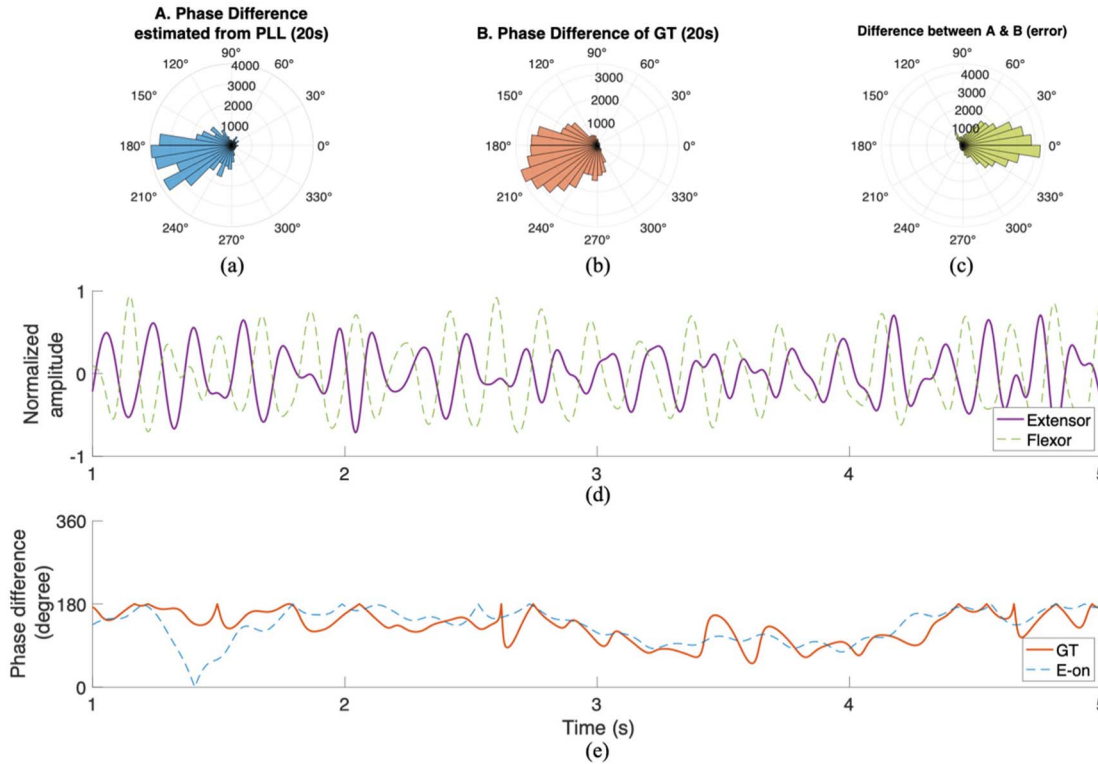 A. Phase Difference
estimated from PLL (20s)
90°
120° 60°
4000
3000
150° 30°
2000
1000
180° 0°
210° 330°
240° 300°
270°
(a)
B. Phase Difference of GT (20s)
90°
120° 60°
3000
150° 30°
2000
1000
180° 0°
210° 330°
240° 300°
270°
(b)
Difference between A & B (error)
90°
120° 60°
4000
3000
150° 30°
2000
1000
180° 0°
210° 330°
240° 300°
270°
(c)
Normalized
amplitude
1
0
-1
Extensor
Flexor
1 2 3 4 5
(d)
Phase difference
(degree)
360
180
0
GT
E-on
1 2 3 4 5
Time (s)
(e)